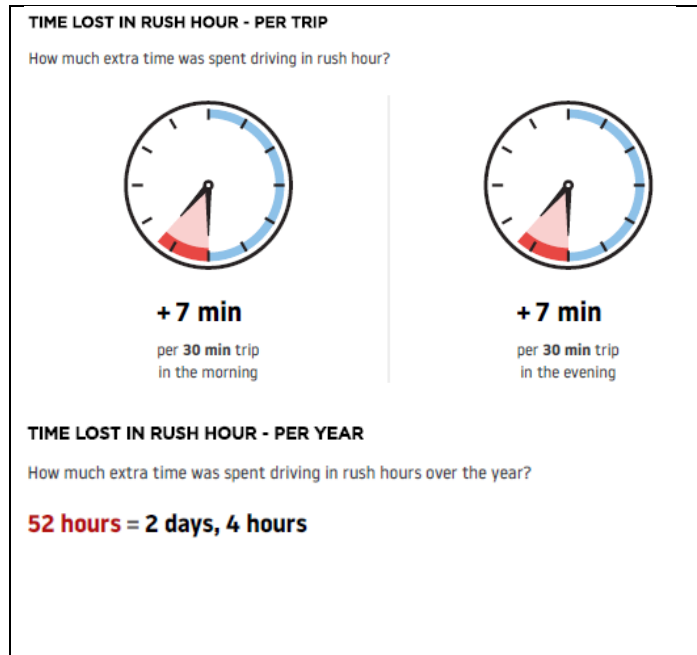 TIME LOST IN RUSH HOUR - PER TRIP
How much extra time was spent driving in rush hour?
+ 7 min
per 30 min trip
in the morning
+ 7 min
per 30 min trip
in the evening
TIME LOST IN RUSH HOUR - PER YEAR
How much extra time was spent driving in rush hours over the year?
52 hours = 2 days, 4 hours